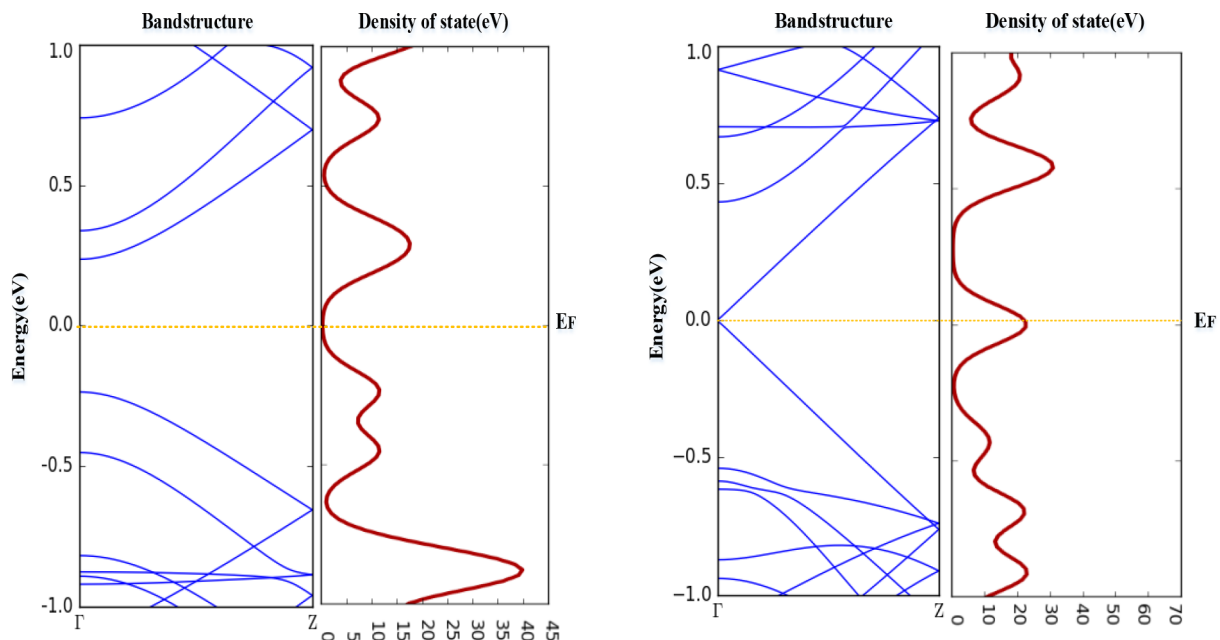 Bandstructure
Density of state(eV)
Energy(eV)
1.0
0.5
0.0
-0.5
-1.0
Γ
Z
0
5
10
15
20
25
30
35
40
45
EF
Bandstructure
Density of state(eV)
Energy(eV)
1.0
0.5
0.0
−0.5
−1.0
Γ
Z
0
10
20
30
40
50
60
70
EF